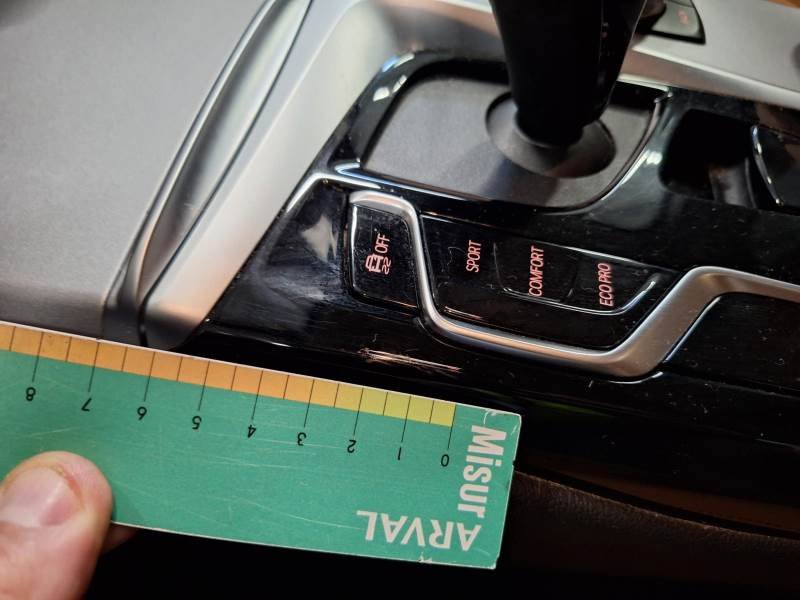 OFF
SPORT
COMFORT
ECO PRO
8 7 6 5 4 3 2 1 0
Misur
ARVAL